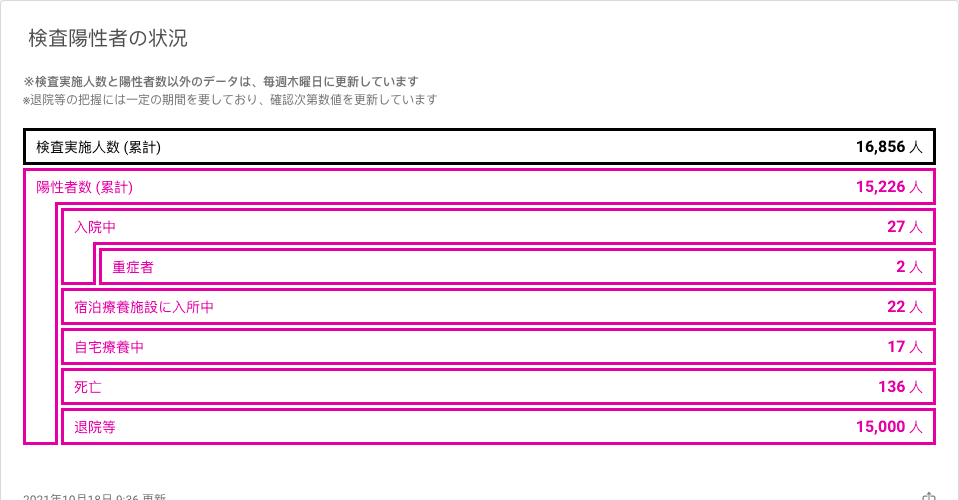 検査陽性者の状況
※検査実施人数と陽性者数以外のデータは、毎週木曜日に更新しています
※退院等の把握には一定の期間を要しており、確認次第数値を更新しています
検査実施人数 (累計) 16,856 人
陽性者数 (累計) 15,226 人
入院中 27 人
重症者 2 人
宿泊療養施設に入所中 22 人
自宅療養中 17 人
死亡 136 人
退院等 15,000 人
2021年10月18日 9:36 更新